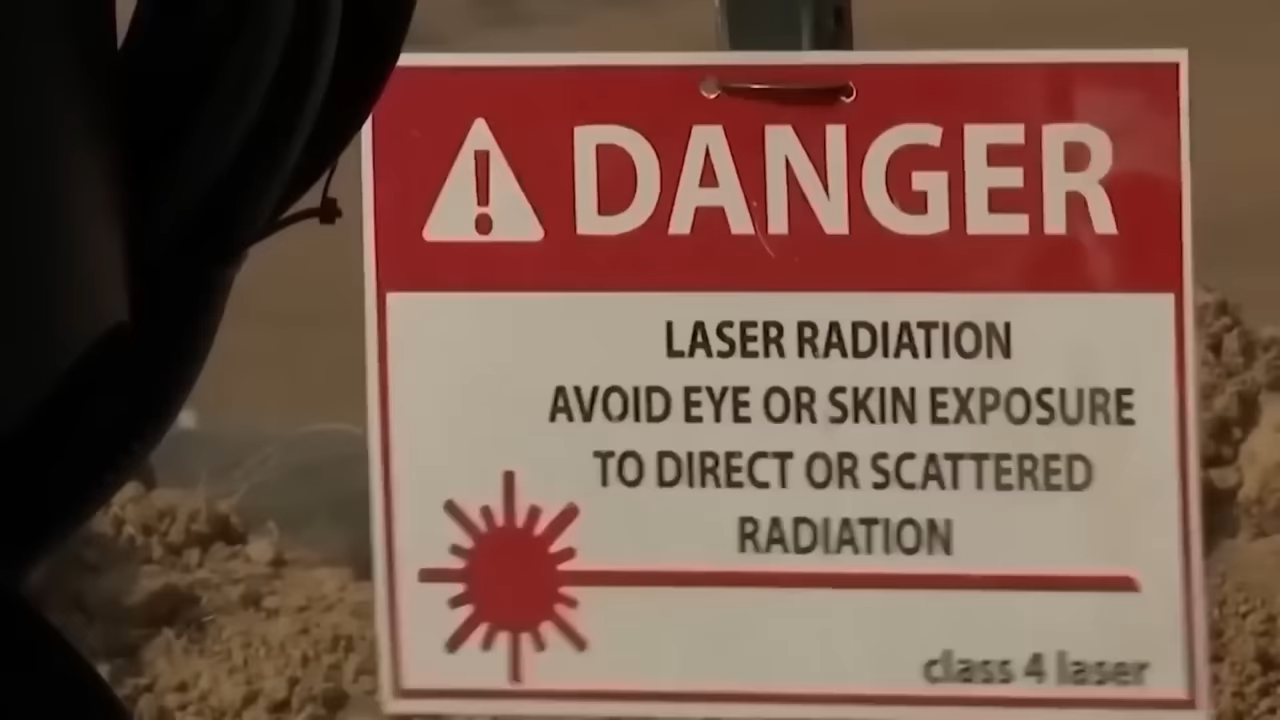 DANGER
LASER RADIATION
AVOID EYE OR SKIN EXPOSURE
TO DIRECT OR SCATTERED
RADIATION
class 4 laser